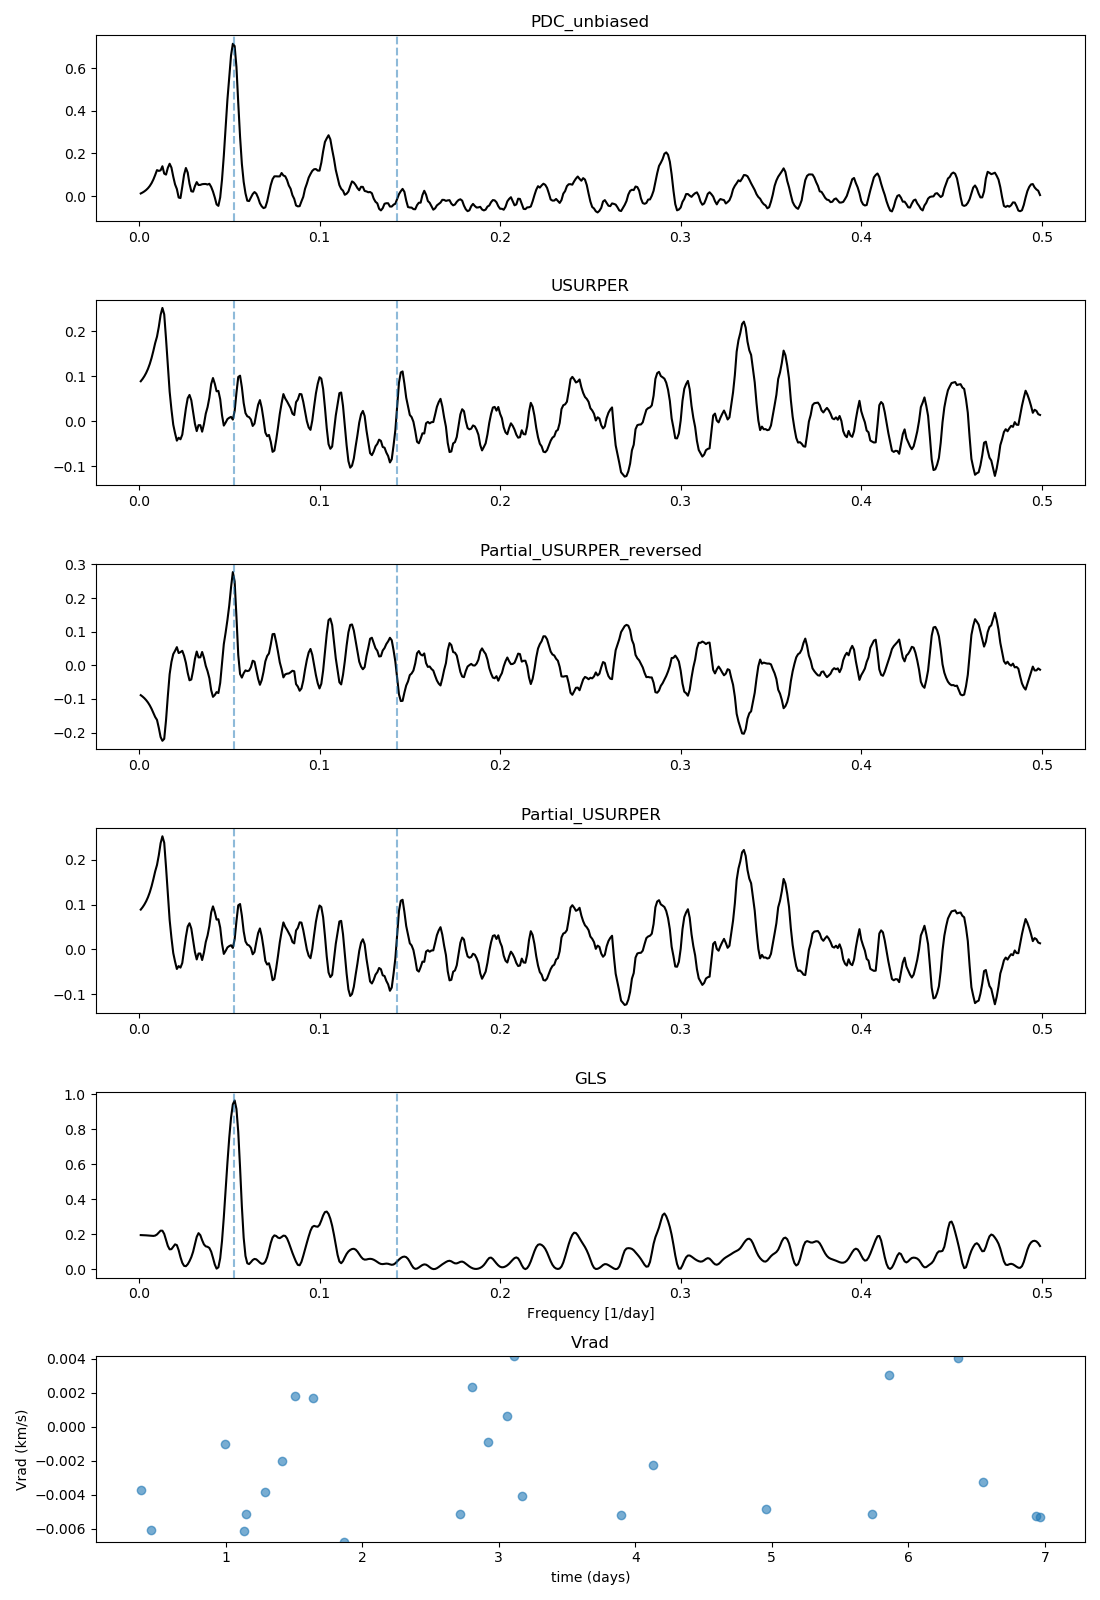 PDC_unbiased
0.6
0.4
0.2
0.0
0.0 0.1 0.2 0.3 0.4 0.5
USURPER
0.2
0.1
0.0
−0.1
0.0 0.1 0.2 0.3 0.4 0.5
Partial_USURPER_reversed
0.3
0.2
0.1
0.0
−0.1
−0.2
0.0 0.1 0.2 0.3 0.4 0.5
Partial_USURPER
0.2
0.1
0.0
−0.1
0.0 0.1 0.2 0.3 0.4 0.5
GLS
1.0
0.8
0.6
0.4
0.2
0.0
0.0 0.1 0.2 0.3 0.4 0.5
Frequency [1/day]
Vrad
0.004
0.002
0.000
−0.002
−0.004
−0.006
Vrad (km/s)
1 2 3 4 5 6 7
time (days)